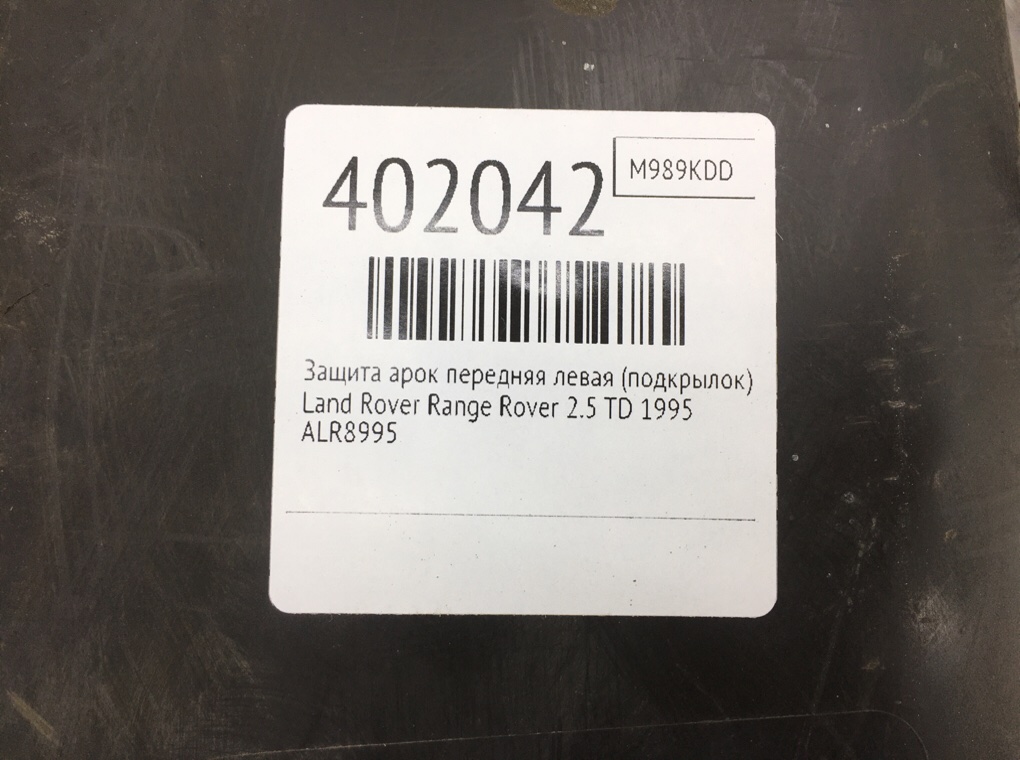 402042
M989KDD
Защита арок передняя левая (подкрылок)
Land Rover Range Rover 2.5 TD 1995
ALR8995